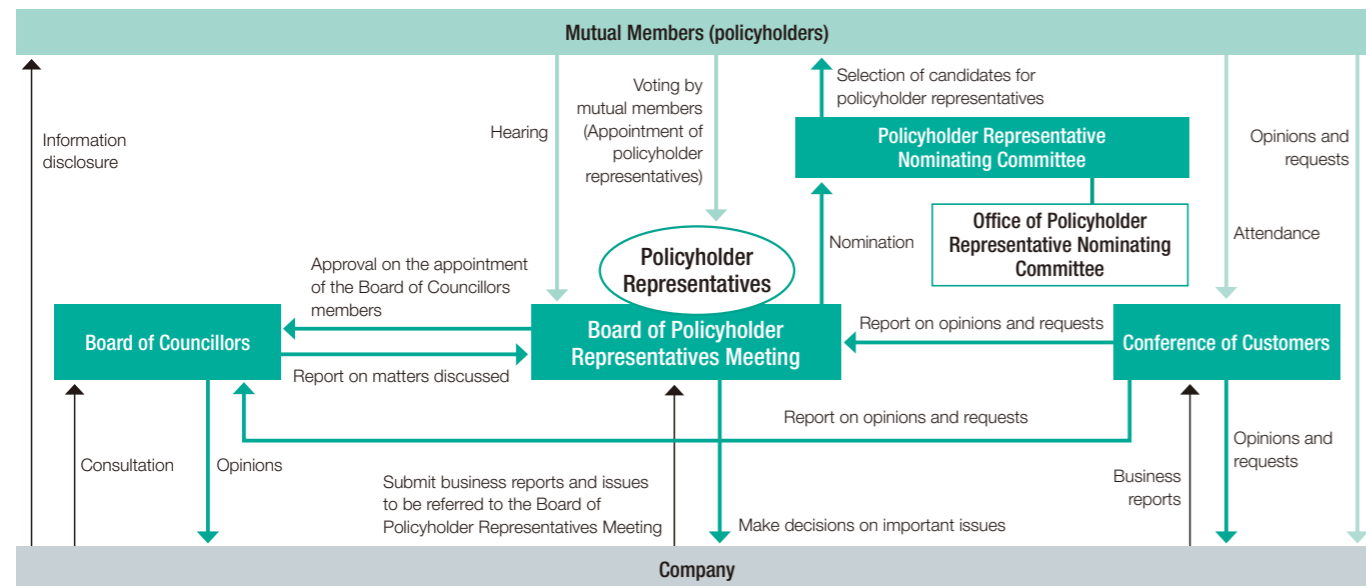 Mutual Members (policyholders)
Information
disclosure
Hearing
Voting by
mutual members
(Appointment of
policyholder
representatives)
Selection of candidates for
policyholder representatives
Policyholder Representative
Nominating Committee
Opinions and
requests
Office of Policyholder
Representative Nominating
Committee
Nomination
Attendance
Policyholder
Representatives
Approval on the appointment
of the Board of Councillors
members
Board of Councillors
Board of Policyholder
Representatives Meeting
Report on opinions and requests
Conference of Customers
Report on matters discussed
Report on opinions and requests
Consultation
Opinions
Submit business reports and issues
to be referred to the Board of
Policyholder Representatives Meeting
Make decisions on important issues
Business
reports
Opinions and
requests
Company